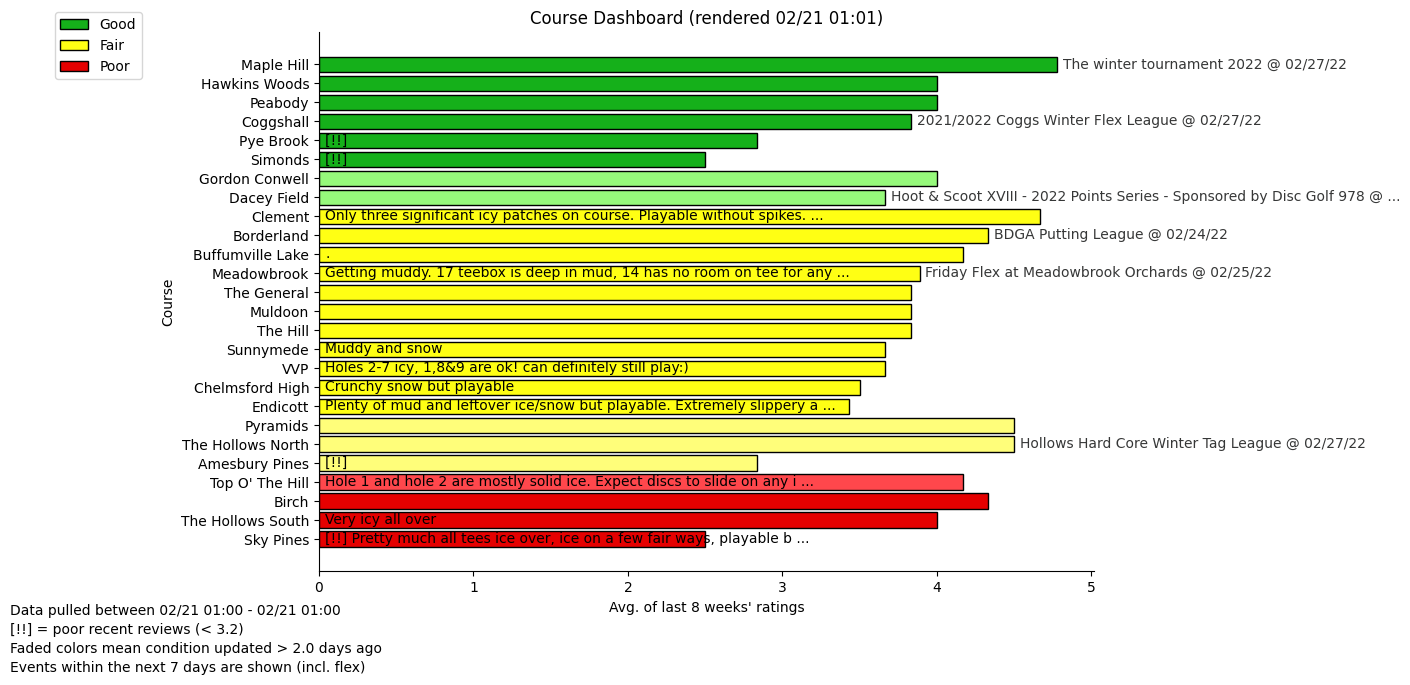 Good
Fair
Poor
Course Dashboard (rendered 02/21 01:01)
Course
Maple Hill The winter tournament 2022 @ 02/27/22
Hawkins Woods
Peabody
Coggshall 2021/2022 Coggs Winter Flex League @ 02/27/22
Pye Brook [!!]
Simonds [!!]
Gordon Conwell
Dacey Field Hoot & Scoot XVIII - 2022 Points Series - Sponsored by Disc Golf 978 @ ...
Clement Only three significant icy patches on course. Playable without spikes. ...
Borderland BDGA Putting League @ 02/24/22
Buffumville Lake .
Meadowbrook Getting muddy. 17 teebox is deep in mud, 14 has no room on tee for any ... Friday Flex at Meadowbrook Orchards @ 02/25/22
The General
Muldoon
The Hill
Sunnymede Muddy and snow
VVP Holes 2-7 icy, 1,8&9 are ok! can definitely still play:)
Chelmsford High Crunchy snow but playable
Endicott Plenty of mud and leftover ice/snow but playable. Extremely slippery a ...
Pyramids
The Hollows North Hollows Hard Core Winter Tag League @ 02/27/22
Amesbury Pines [!!]
Top O' The Hill Hole 1 and hole 2 are mostly solid ice. Expect discs to slide on any i ...
Birch
The Hollows South Very icy all over
Sky Pines [!!] Pretty much all tees ice over, ice on a few fair ways, playable b ...
0 1 2 3 4 5
Avg. of last 8 weeks' ratings
Data pulled between 02/21 01:00 - 02/21 01:00
[!!] = poor recent reviews (< 3.2)
Faded colors mean condition updated > 2.0 days ago
Events within the next 7 days are shown (incl. flex)